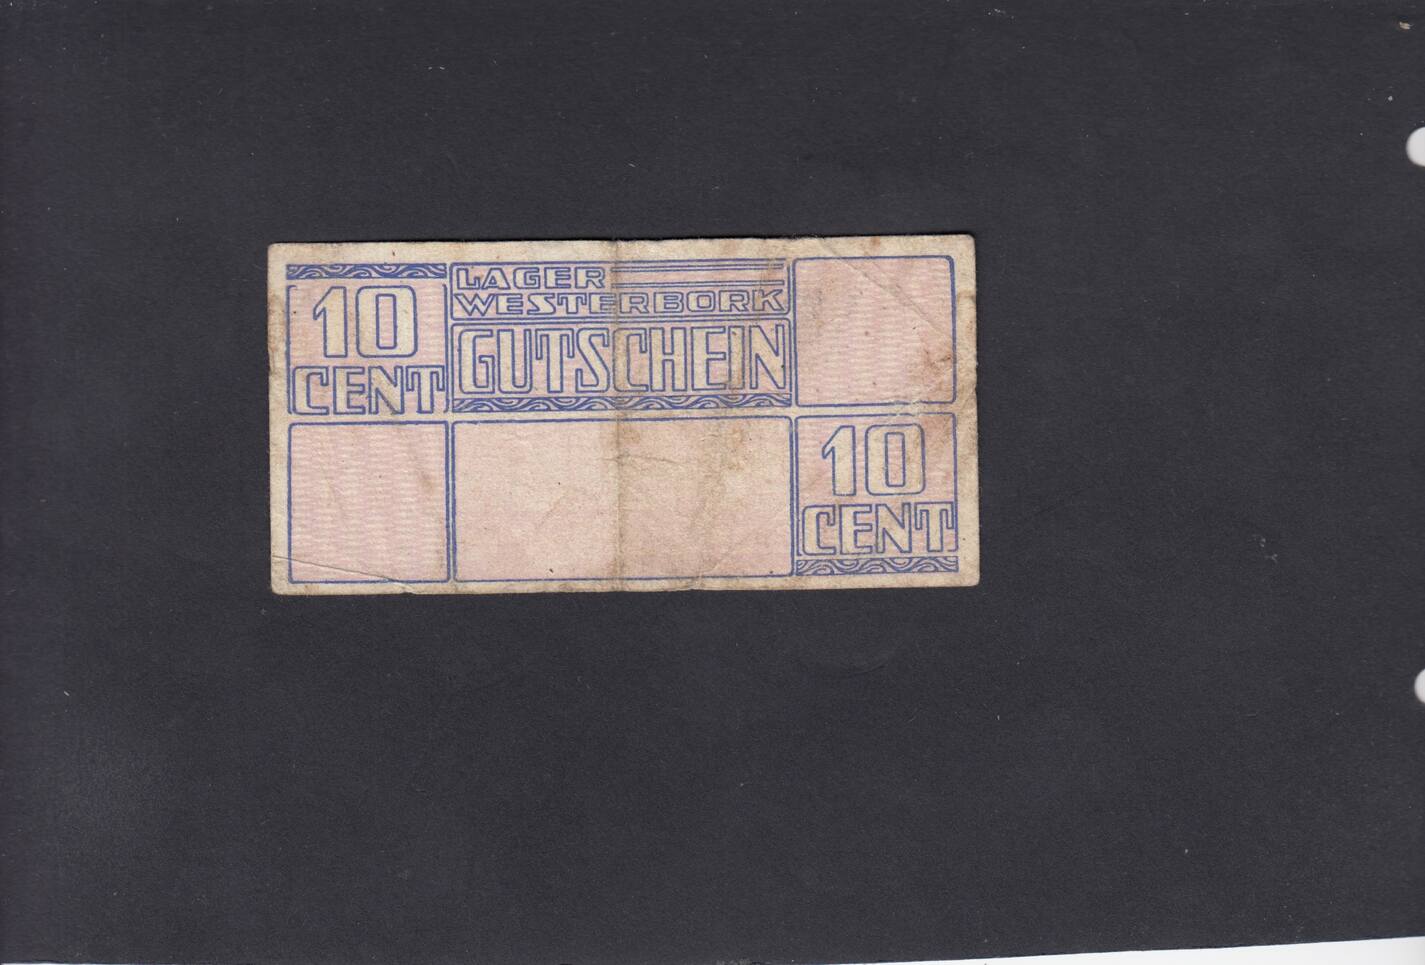 10
CENT
LAGER
WESTERBORK
GUTSCHEIN
10
CENT